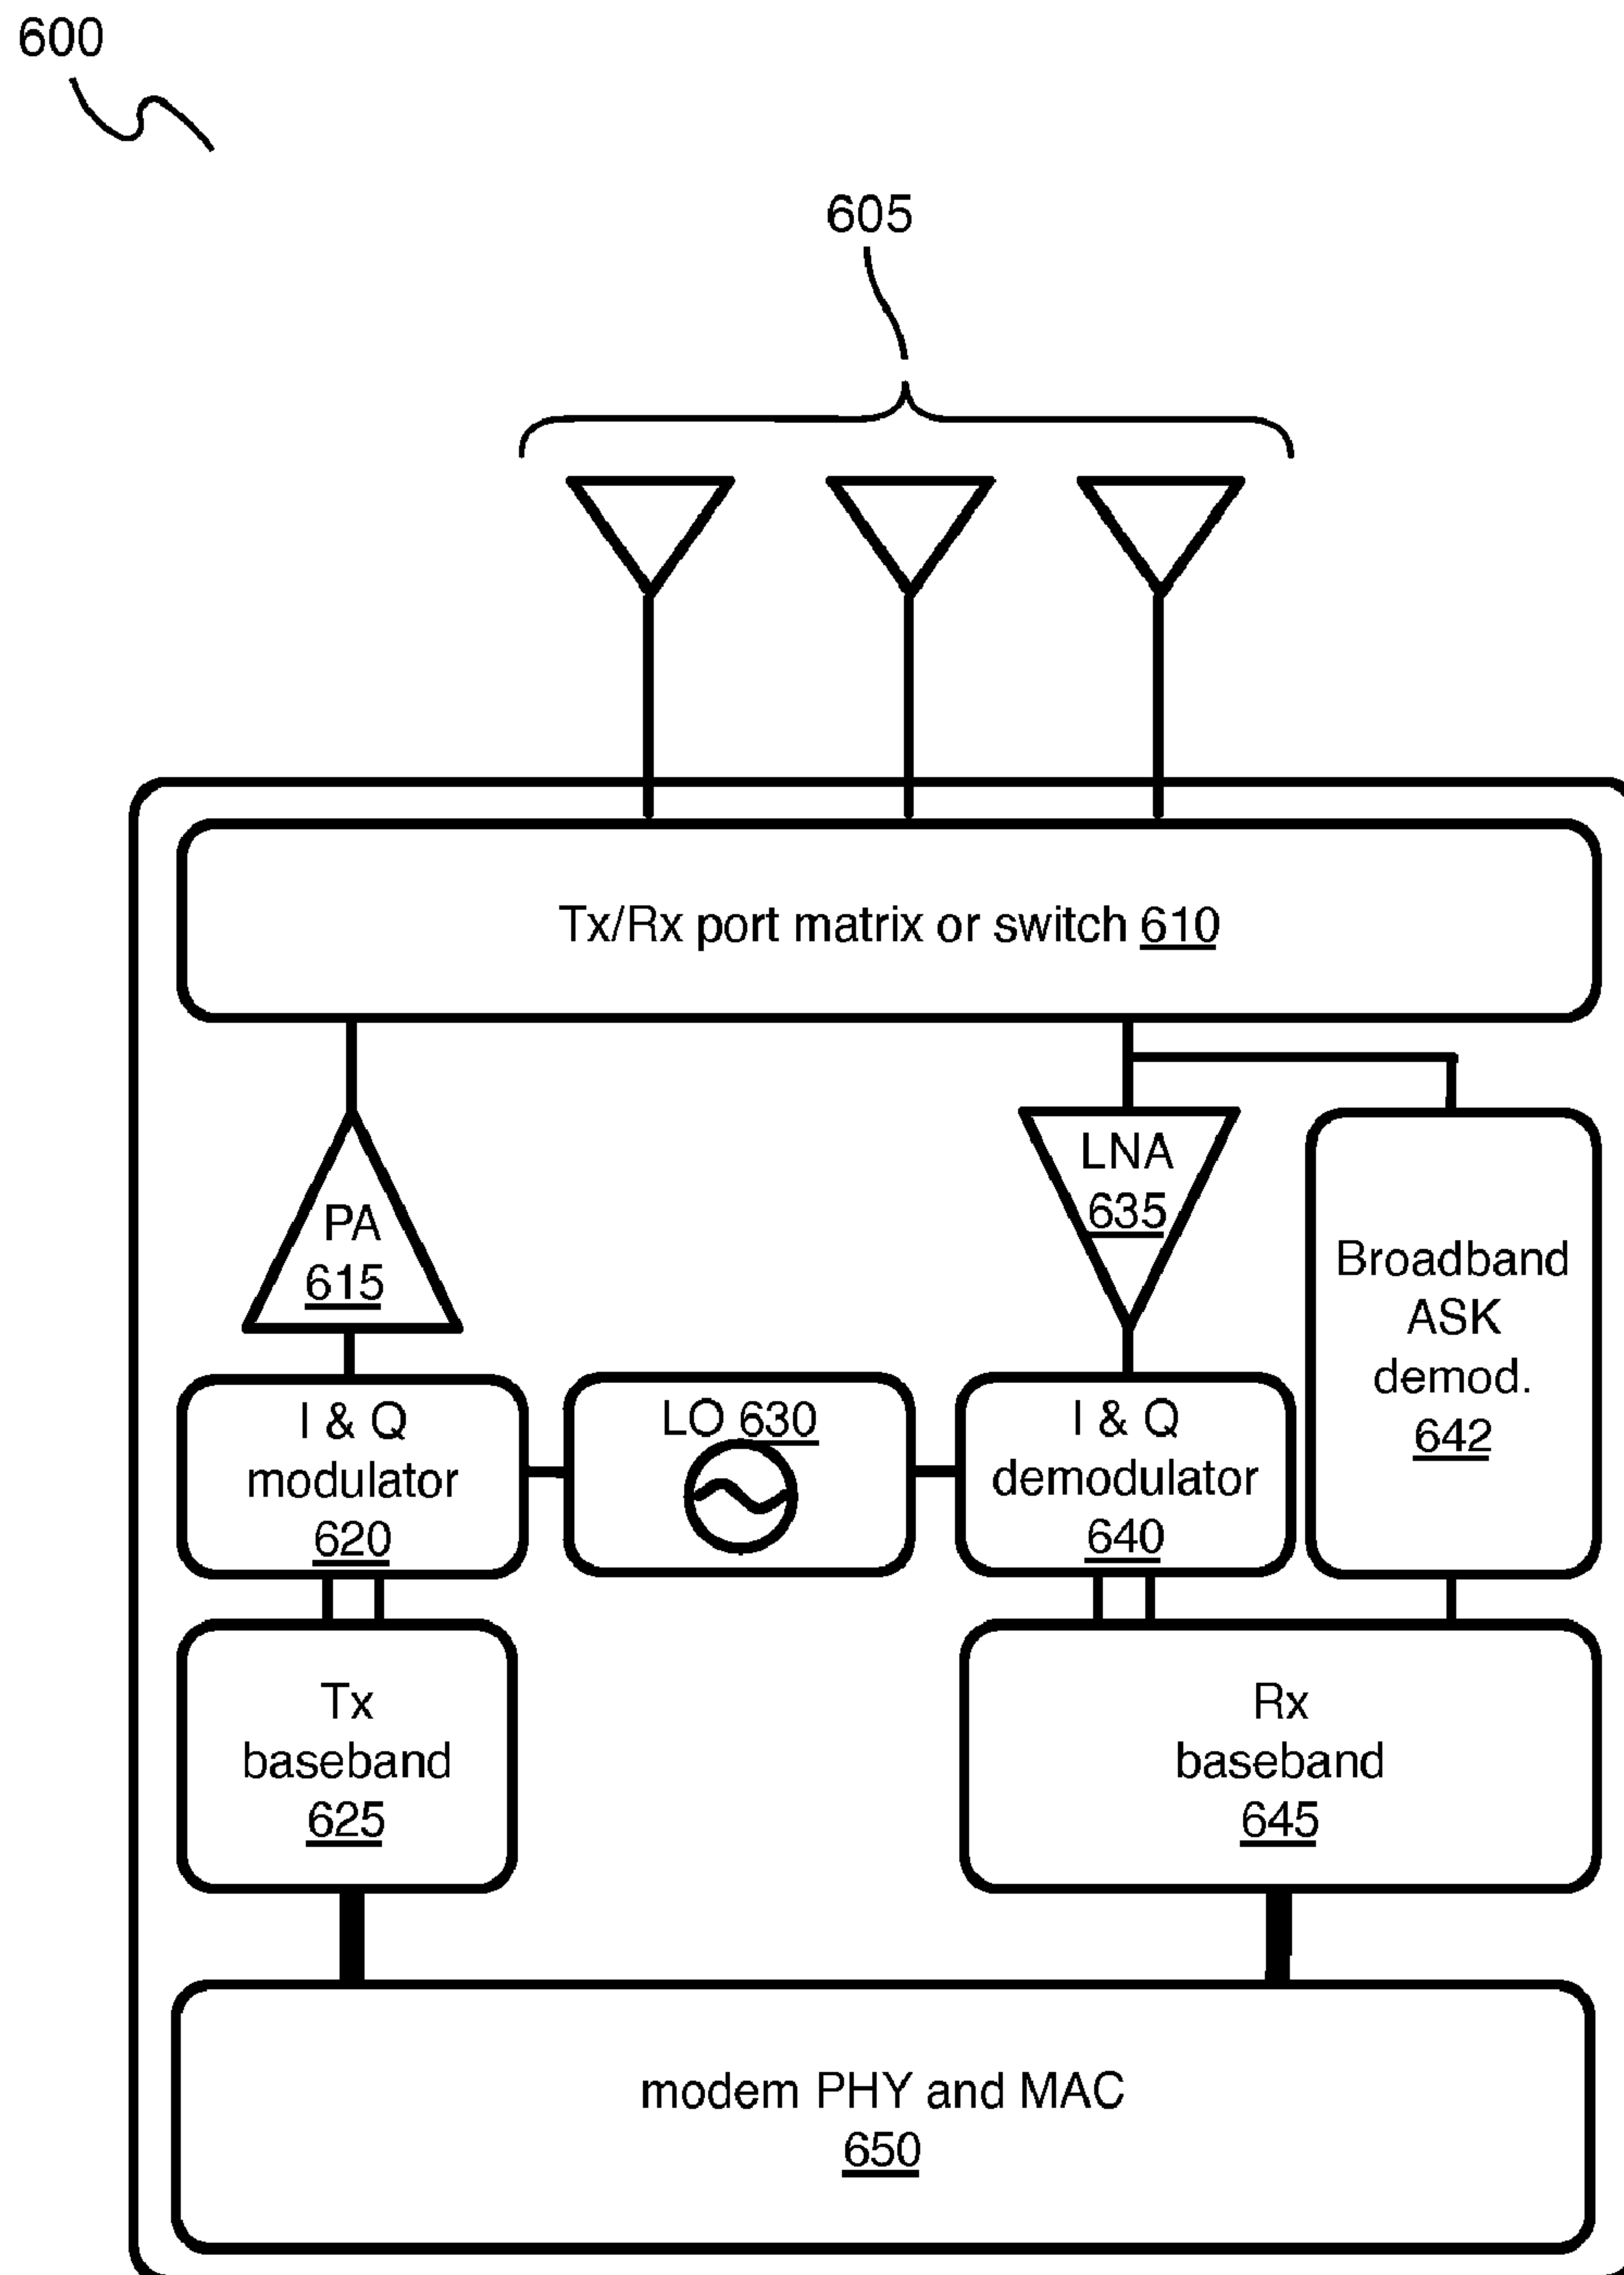 600
605
Tx/Rx port matrix or switch 610
PA
615
LNA
635
Broadband
ASK
demod.
642
I & Q
modulator
620
LO 630
I & Q
demodulator
640
Tx
baseband
625
Rx
baseband
645
modem PHY and MAC
650